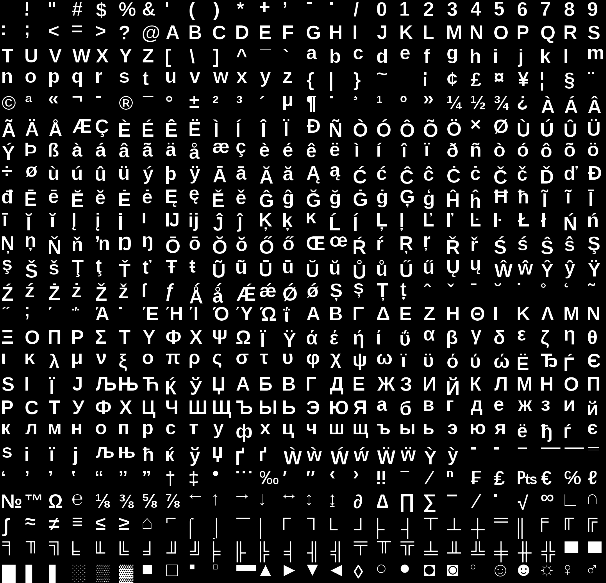 ! " # $ % & ' ( ) * + , - . / 0 1 2 3 4 5 6 7 8 9
: ; < = > ? @ A B C D E F G H I J K L M N O P Q R S
T U V W X Y Z [ \ ] ^ _ ` a b c d e f g h i j k l m
n o p q r s t u v w x y z { | } ~ ¡ ¢ £ ¤ ¥ ¦ § ¨
© ª « ¬ - ® ¯ ° ± ² ³ ´ µ ¶ · ¸ ¹ º » ¼ ½ ¾ ¿ À Á Â
Ã Ä Å Æ Ç È É Ê Ë Ì Í Î Ï Ð Ñ Ò Ó Ô Õ Ö × Ø Ù Ú Û Ü
Ý Þ ß à á â ã ä å æ ç è é ê ë ì í î ï ð ñ ò ó ô õ ö
÷ ø ù ú û ü ý þ ÿ Ā ā Ă ă Ą ą Ć ć Ĉ ĉ Ċ ċ Č č Ď ď Đ
đ Ē ē Ĕ ĕ Ė ė Ę ę Ě ě Ĝ ĝ Ğ ğ Ġ ġ Ģ ģ Ĥ ĥ Ħ ħ Ĩ ĩ Ī
ī Ĭ ĭ Į į İ ı Ĳ ĳ Ĵ ĵ Ķ ķ ĸ Ĺ ĺ Ļ ļ Ľ ľ Ŀ ŀ Ł ł Ń ń
Ņ ņ Ň ň ŉ Ŋ ŋ Ō ō Ŏ ŏ Ő ő Œ œ Ŕ ŕ Ŗ ŗ Ř ř Ś ś Ŝ ŝ Ş
ş Š š Ţ ţ Ť ť Ŧ ŧ Ũ ũ Ū ū Ŭ ŭ Ů ů Ű ű Ų ų Ŵ ŵ Ŷ ŷ Ÿ
Ź ź Ż ż Ž ž ſ ƒ Ǻ ǻ Ǽ ǽ Ǿ ǿ Ș ș Ț ț ˆ ˇ ˉ ˘ ˙ ˚ ˛ ˜
˝ ; ΄ ΅ Ά · Έ Ή Ί Ό Ύ Ώ ΐ Α Β Γ Δ Ε Ζ Η Θ Ι Κ Λ Μ Ν
Ξ Ο Π Ρ Σ Τ Υ Φ Χ Ψ Ω Ϊ Ϋ ά έ ή ί ΰ α β γ δ ε ζ η θ
ι κ λ μ ν ξ ο π ρ ς σ τ υ φ χ ψ ω ϊ ϋ ό ύ ώ Ё Ђ Ѓ Є
Ѕ І Ї Ј Љ Њ Ћ Ќ Ў Џ А Б В Г Д Е Ж З И Й К Л М Н О П
Р С Т У Ф Х Ц Ч Ш Щ Ъ Ы Ь Э Ю Я а б в г д е ж з и й
к л м н о п р с т у ф х ц ч ш щ ъ ы ь э ю я ё ђ ѓ є
ѕ і ї ј љ њ ћ ќ ў џ Ґ ґ Ẁ ẁ Ẃ ẃ Ẅ ẅ Ỳ ỳ ‐ ‑ ‒ – — ―
‘ ’ ‚ ‛ “ ” „ † ‡ • … ‰ ′ ″ ‹ › ‼ ‾ ⁄ ⁿ ₣ ₤ ₧ € ℅ ℓ
№ ™ Ω ℮ ⅛ ⅜ ⅝ ⅞ ← ↑ → ↓ ↔ ↕ ↨ ∂ ∆ ∏ ∑ − ∕ ∙ √ ∞ ∟ ∩
∫ ≈ ≠ ≡ ≤ ≥ ⌂ ⌐ ⌠ ⌡ ─ │ ┌ ┐ └ ┘ ├ ┤ ┬ ┴ ┼ ═ ║ ╒ ╓ ╔
╕ ╖ ╗ ╘ ╙ ╚ ╛ ╜ ╝ ╞ ╟ ╠ ╡ ╢ ╣ ╤ ╥ ╦ ╧ ╨ ╩ ╪ ╫ ╬ ▀ ▄
█ ▌ ▐ ░ ▒ ▓ ■ □ ▪ ▫ ▬ ▲ ► ▼ ◄ ◊ ○ ● ◘ ◙ ◦ ☺ ☻ ☼ ♀ ♂